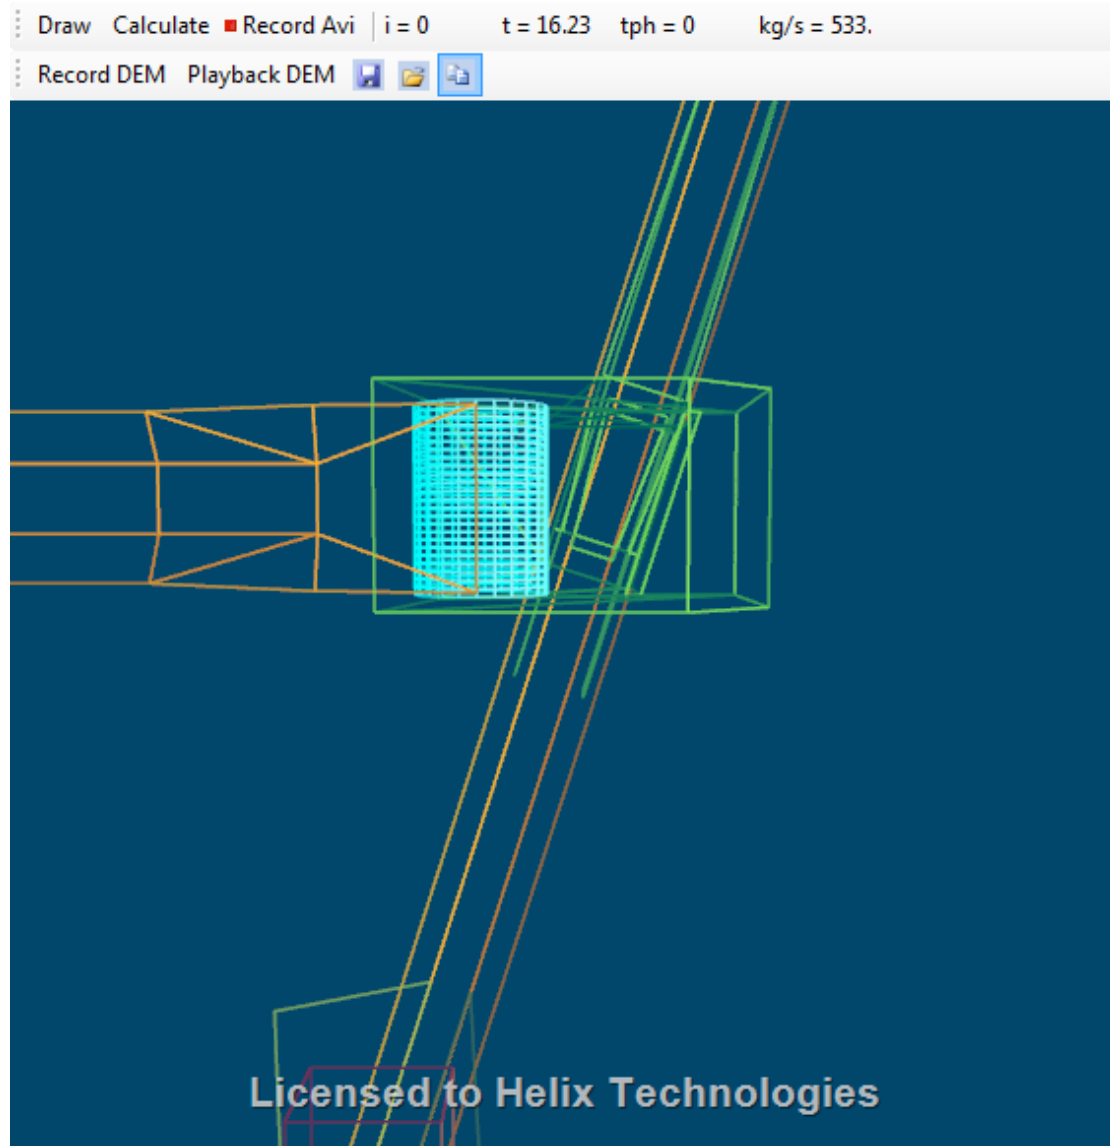 Draw Calculate Record Avi i = 0 t = 16.23 tph = 0 kg/s = 533.
Record DEM Playback DEM
Licensed to Helix Technologies